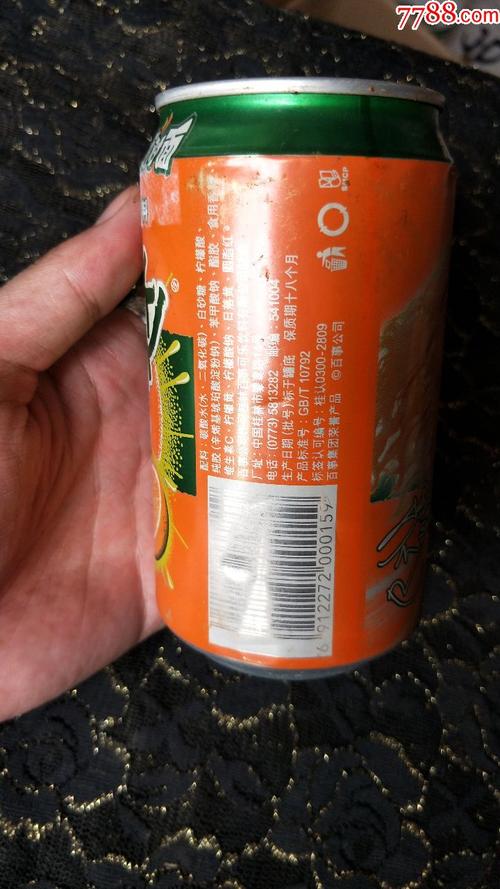 7788.com
配料：碳酸水(水、二氧化碳)、白砂糖、柠檬酸、
(辛烯基琥珀酸淀粉钠)、苯甲酸钠、酯胶、食用香
维生素C、柠檬黄、柠檬酸钠、日落黄、胭脂红。
厂址：中国桂林市
电话：(0773) 5813282 邮编：541004
生产日期 (批号) 标于罐底 保质期十八个月
产品标准号：GB/T 10792
标签认可编号：桂认0300-2809
百事集团荣誉产品 ©百事公司
6 912272 000159